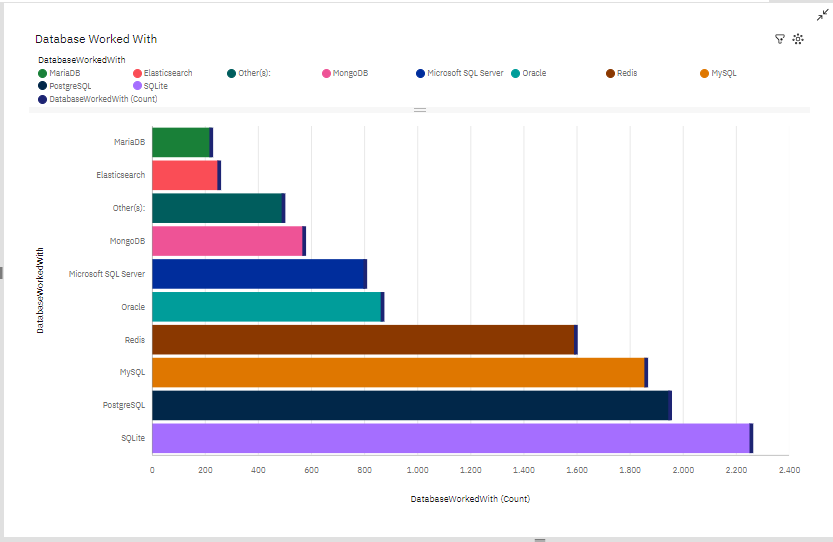 Database Worked With
DatabaseWorkedWith
MariaDB Elasticsearch Other(s): MongoDB Microsoft SQL Server Oracle Redis MySQL
PostgreSQL SQLite
DatabaseWorkedWith (Count)
DatabaseWorkedWith
MariaDB
Elasticsearch
Other(s):
MongoDB
Microsoft SQL Server
Oracle
Redis
MySQL
PostgreSQL
SQLite
0 200 400 600 800 1.000 1.200 1.400 1.600 1.800 2.000 2.200 2.400
DatabaseWorkedWith (Count)